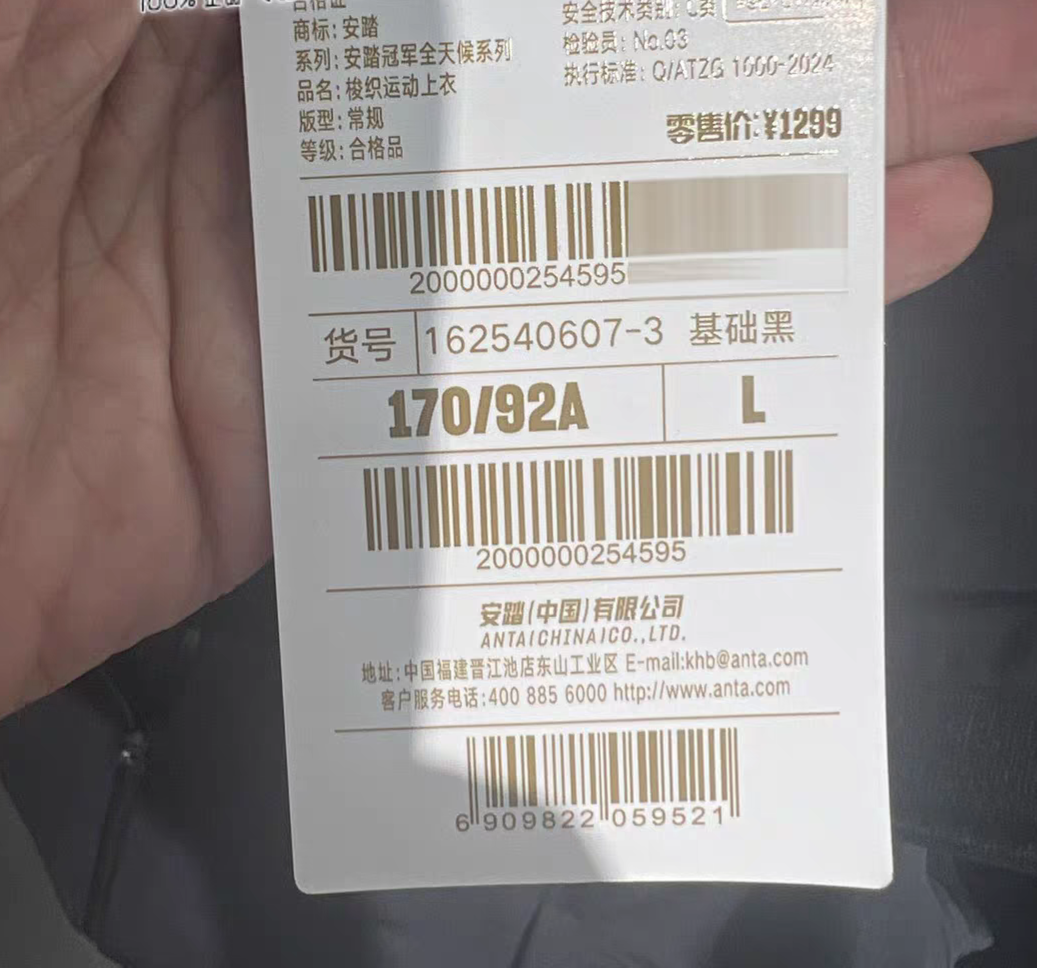 合格证
商标：安踏
系列：安踏冠军全天候系列
品名：梭织运动上衣
版型：常规
等级：合格品
安全技术类别：C类
检验员：No.03
执行标准：Q/ATZG 1000-2024
零售价:¥1299
2000000254595
货号 162540607-3 基础黑
170/92A L
2000000254595
安踏(中国)有限公司
ANTA(CHINA)CO.,LTD.
地址:中国福建晋江池店东山工业区 E-mail:khb@anta.com
客户服务电话:400 885 6000 http://www.anta.com
6 909822 059521